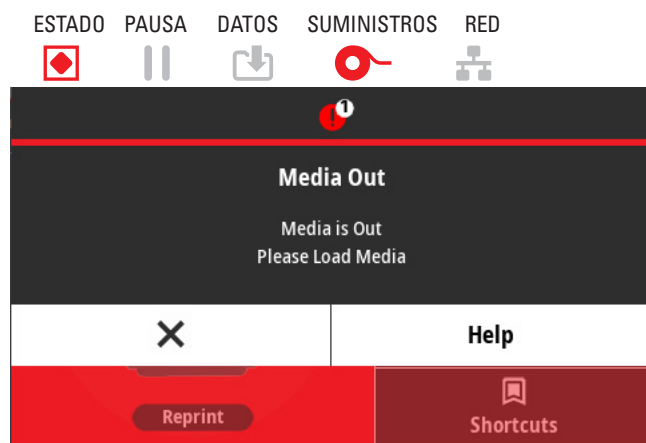 ESTADO PAUSA DATOS SUMINISTROS RED
1
Media Out
Media is Out
Please Load Media
Help
Reprint
Shortcuts